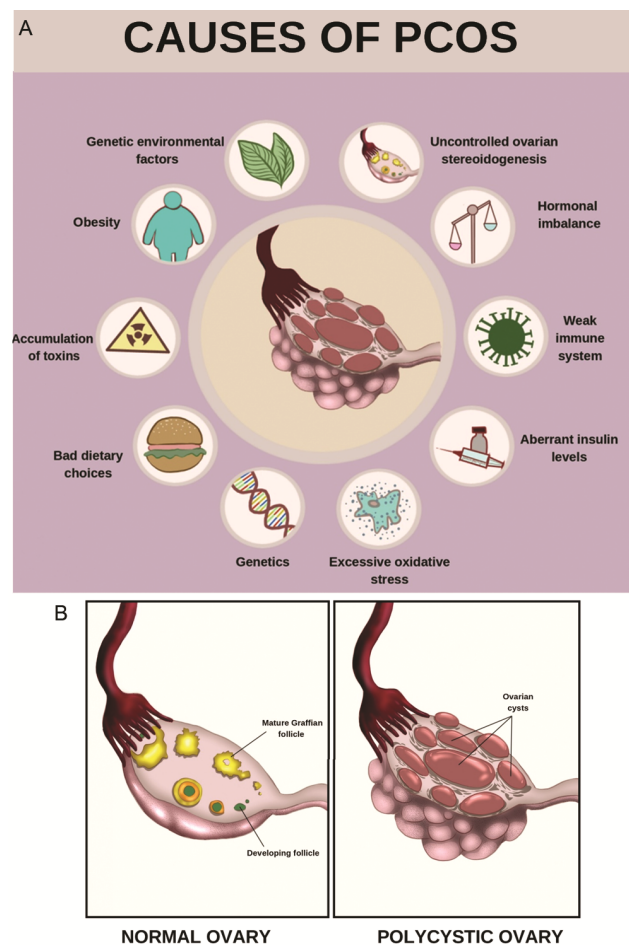 A
CAUSES OF PCOS
Genetic environmental
factors
Uncontrolled ovarian
stereoidogenesis
Obesity
Hormonal
imbalance
Accumulation
of toxins
Weak
immune
system
Bad dietary
choices
Aberrant insulin
levels
Genetics
Excessive oxidative
stress
B
Mature Graffian
follicle
Developing follicle
Ovarian
cysts
NORMAL OVARY
POLYCYSTIC OVARY